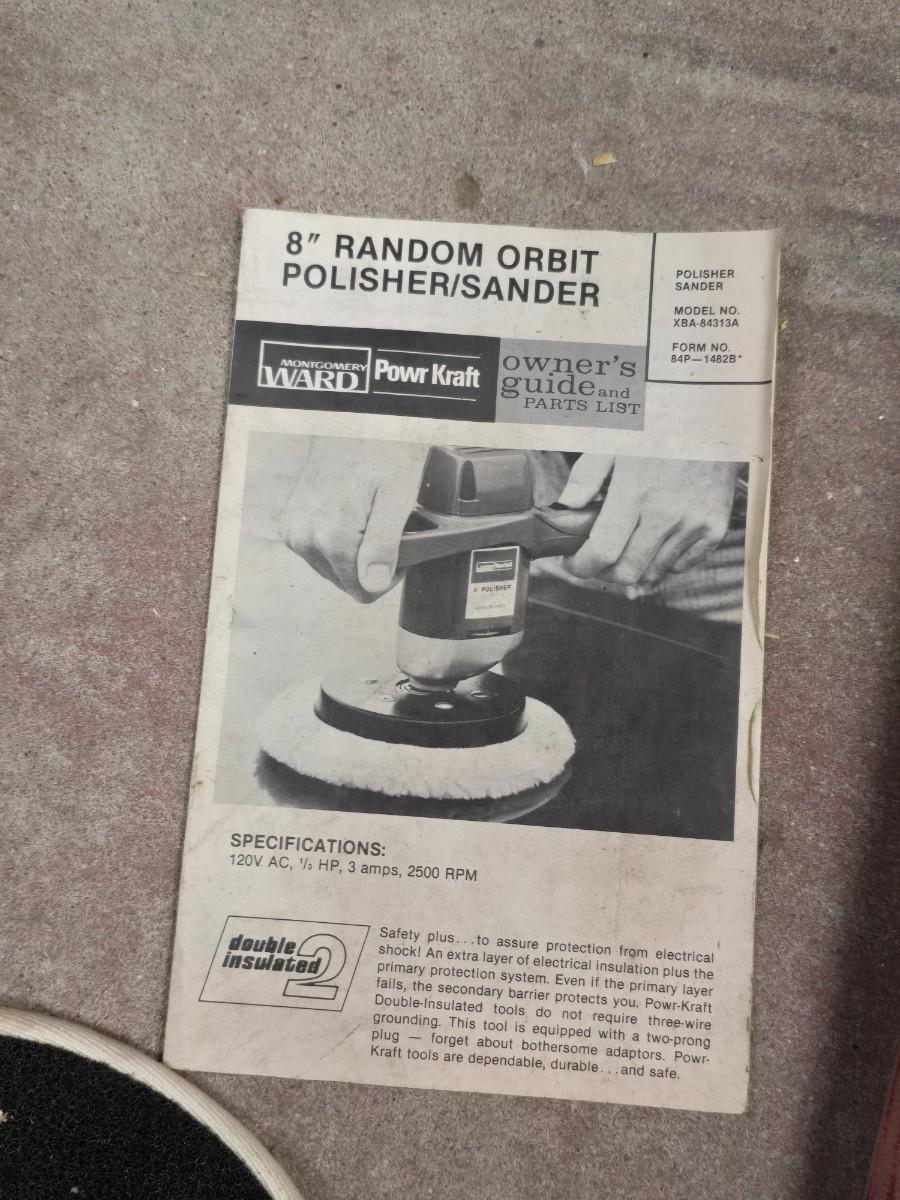 8″ RANDOM ORBIT
POLISHER/SANDER
POLISHER
SANDER
MODEL NO.
XBA-84313A
FORM NO.
84P—1482B*
MONTGOMERY
WARD
Powr Kraft
owner's
guide and
PARTS LIST
8″ POLISHER
SPECIFICATIONS:
120V AC, ⅓ HP, 3 amps, 2500 RPM
double
insulated 2
Safety plus...to assure protection from electrical
shock! An extra layer of electrical insulation plus the
primary protection system. Even if the primary layer
fails, the secondary barrier protects you. Powr-Kraft
Double-Insulated tools do not require three-wire
grounding. This tool is equipped with a two-prong
plug — forget about bothersome adaptors. Powr-
Kraft tools are dependable, durable...and safe.